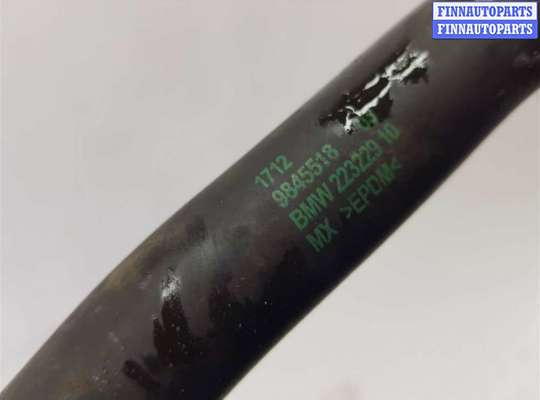 FINNAUTOPARTS
FINNAUTOPARTS
1712
9845518
BMW 223229 10
MX >EPDM<